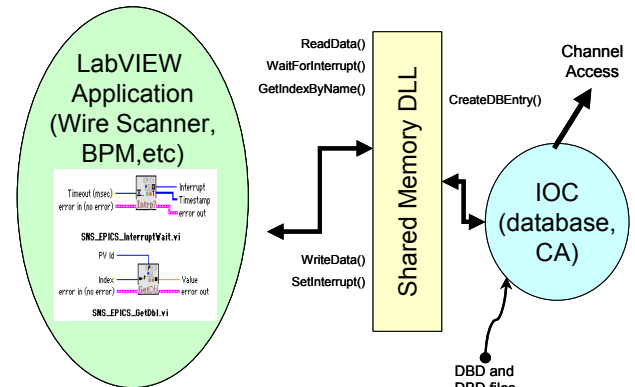 LabVIEW
Application
(Wire Scanner,
BPM,etc)
Timeout (msec)
error in (no error)
Interrupt
Timestamp
error out
SNS_EPICS_InterruptWait.vi
PV Id
Index
error in (no error)
Value
error out
SNS_EPICS_GetDbl.vi
ReadData()
WaitForInterrupt()
GetIndexByName()
WriteData()
SetInterrupt()
Shared Memory DLL
CreateDBEntry()
Channel
Access
IOC
(database,
CA)
DBD and
DBD files